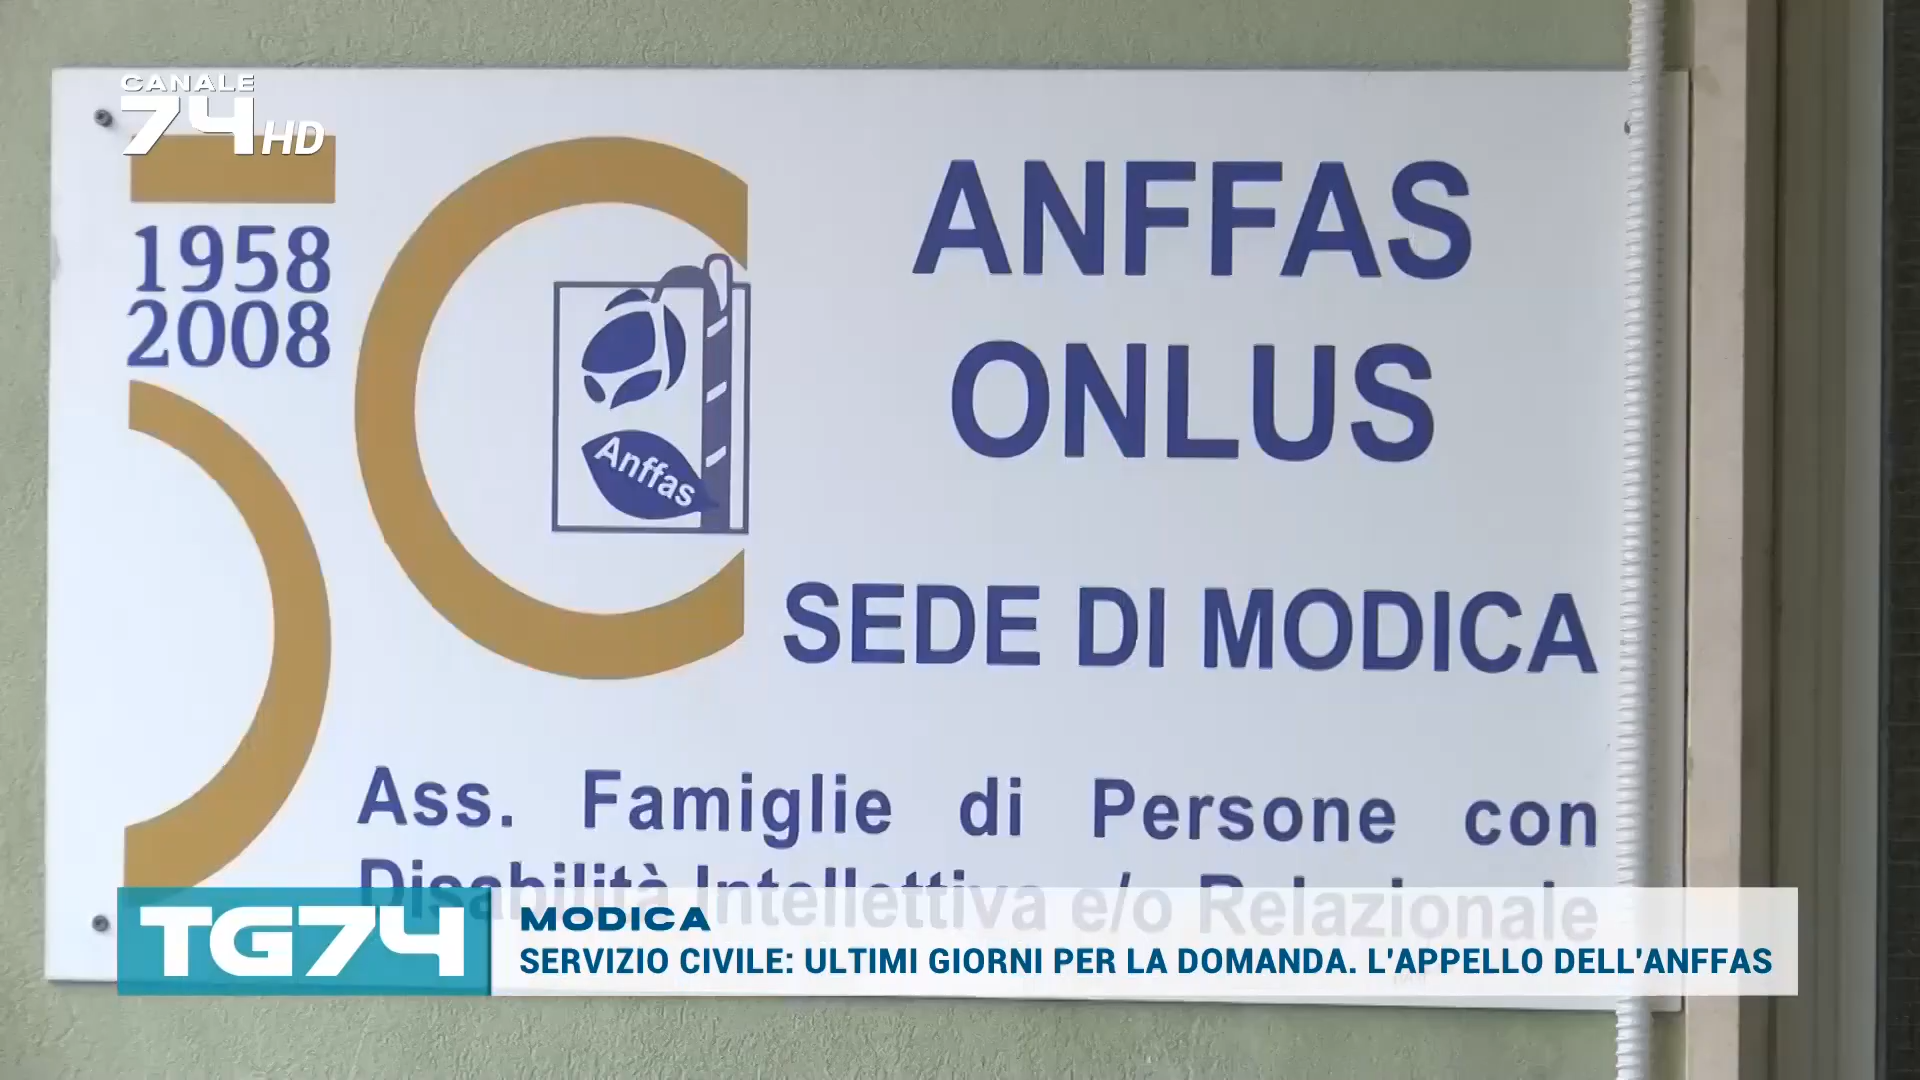 CANALE
74 HD
50
1958
2008
Anffas
ANFFAS
ONLUS
SEDE DI MODICA
Ass. Famiglie di Persone con
Disabilità Intellettiva e/o Relazionale
TG74
MODICA
SERVIZIO CIVILE: ULTIMI GIORNI PER LA DOMANDA. L'APPELLO DELL'ANFFAS